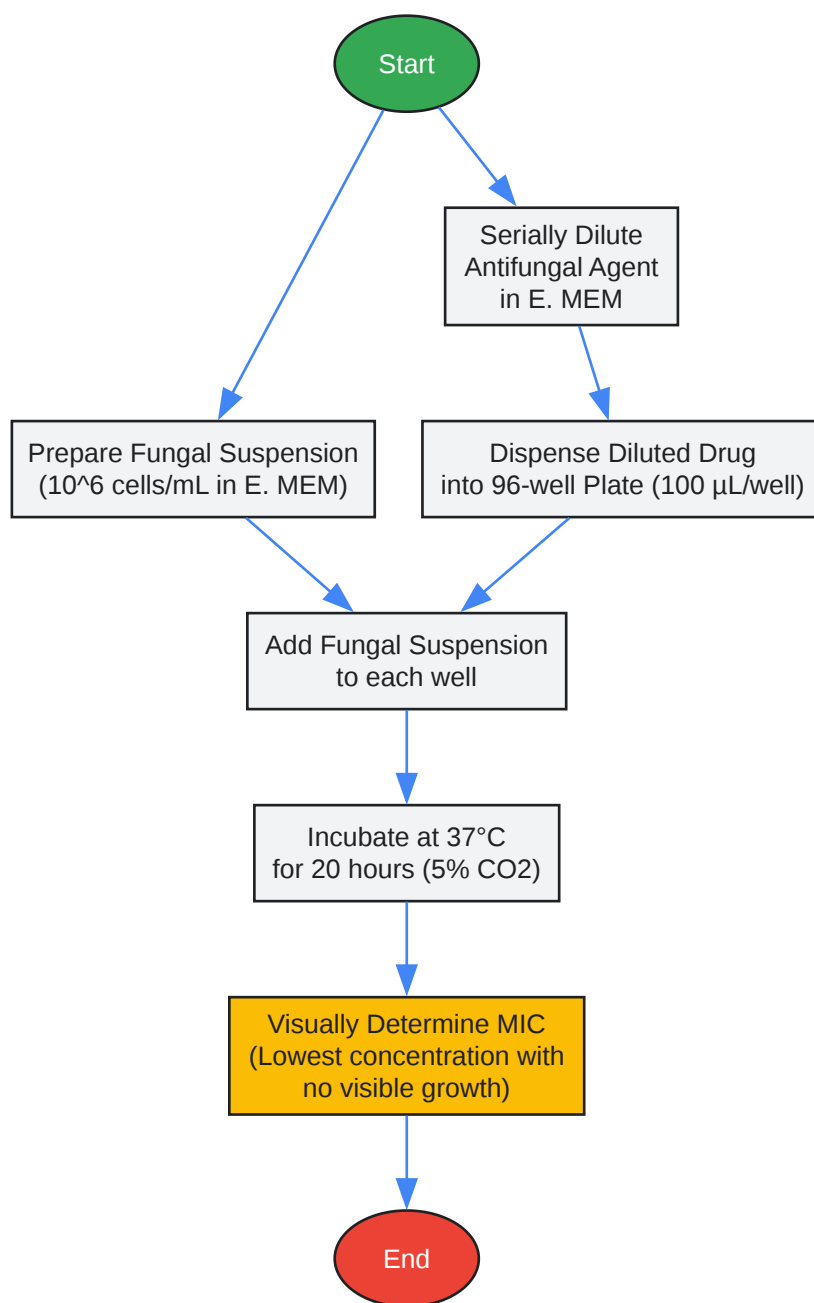 Start
Serially Dilute
Antifungal Agent
in E. MEM
Prepare Fungal Suspension
(10^6 cells/mL in E. MEM)
Dispense Diluted Drug
into 96-well Plate (100 µL/well)
Add Fungal Suspension
to each well
Incubate at 37°C
for 20 hours (5% CO2)
Visually Determine MIC
(Lowest concentration with
no visible growth)
End